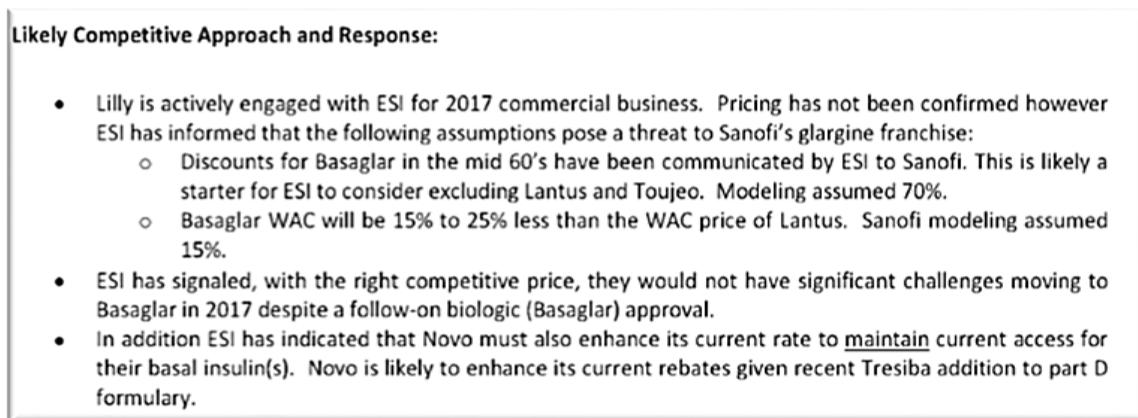 Likely Competitive Approach and Response:
• Lilly is actively engaged with ESI for 2017 commercial business. Pricing has not been confirmed however
ESI has informed that the following assumptions pose a threat to Sanofi's glargine franchise:
o Discounts for Basaglar in the mid 60's have been communicated by ESI to Sanofi. This is likely a
starter for ESI to consider excluding Lantus and Toujeo. Modeling assumed 70%.
o Basaglar WAC will be 15% to 25% less than the WAC price of Lantus. Sanofi modeling assumed
15%.
• ESI has signaled, with the right competitive price, they would not have significant challenges moving to
Basaglar in 2017 despite a follow-on biologic (Basaglar) approval.
• In addition ESI has indicated that Novo must also enhance its current rate to maintain current access for
their basal insulin(s). Novo is likely to enhance its current rebates given recent Tresiba addition to part D
formulary.